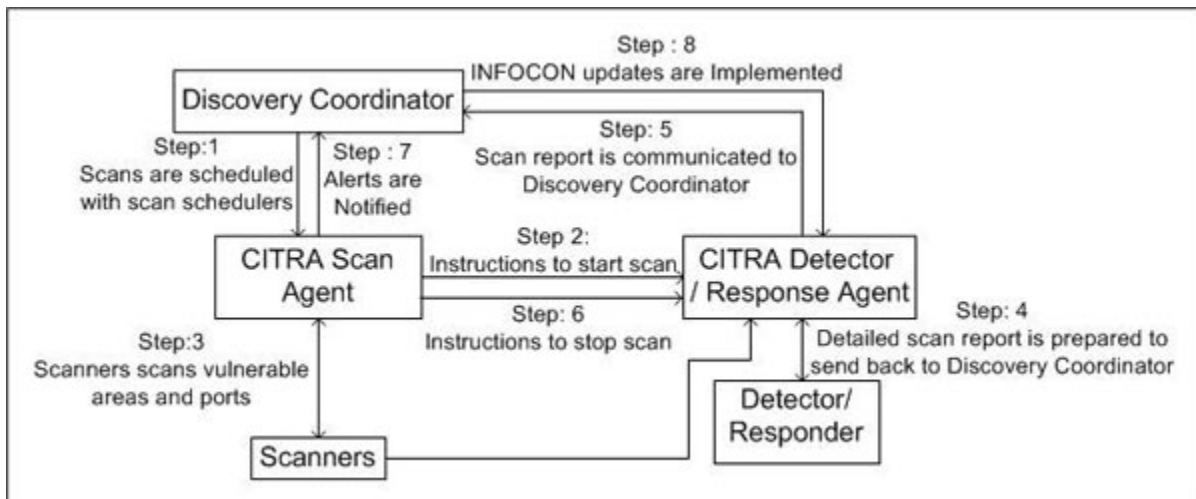 Step : 8
INFOCON updates are Implemented
Discovery Coordinator
Step:1
Scans are scheduled
with scan schedulers
Step : 7
Alerts are
Notified
Step: 5
Scan report is communicated to
Discovery Coordinator
CITRA Scan
Agent
Step 2:
Instructions to start scan
Step: 6
Instructions to stop scan
CITRA Detector
/ Response Agent
Step:3
Scanners scans vulnerable
areas and ports
Step: 4
Detailed scan report is prepared to
send back to Discovery Coordinator
Scanners
Detector/
Responder